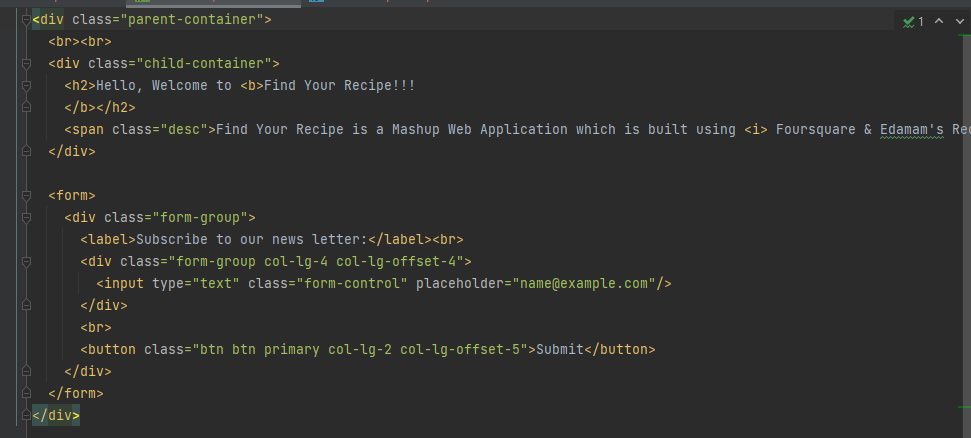 <div class="parent-container">
1
<br><br>
<div class="child-container">
<h2>Hello, Welcome to <b>Find Your Recipe!!!
</b></h2>
<span class="desc">Find Your Recipe is a Mashup Web Application which is built using <i> Foursquare & Edamam's
</div>
<form>
<div class="form-group">
<label>Subscribe to our news letter:</label><br>
<div class="form-group col-lg-4 col-lg-offset-4">
<input type="text" class="form-control" placeholder="name@example.com"/>
</div>
<br>
<button class="btn btn primary col-lg-2 col-lg-offset-5">Submit</button>
</div>
</form>
</div>